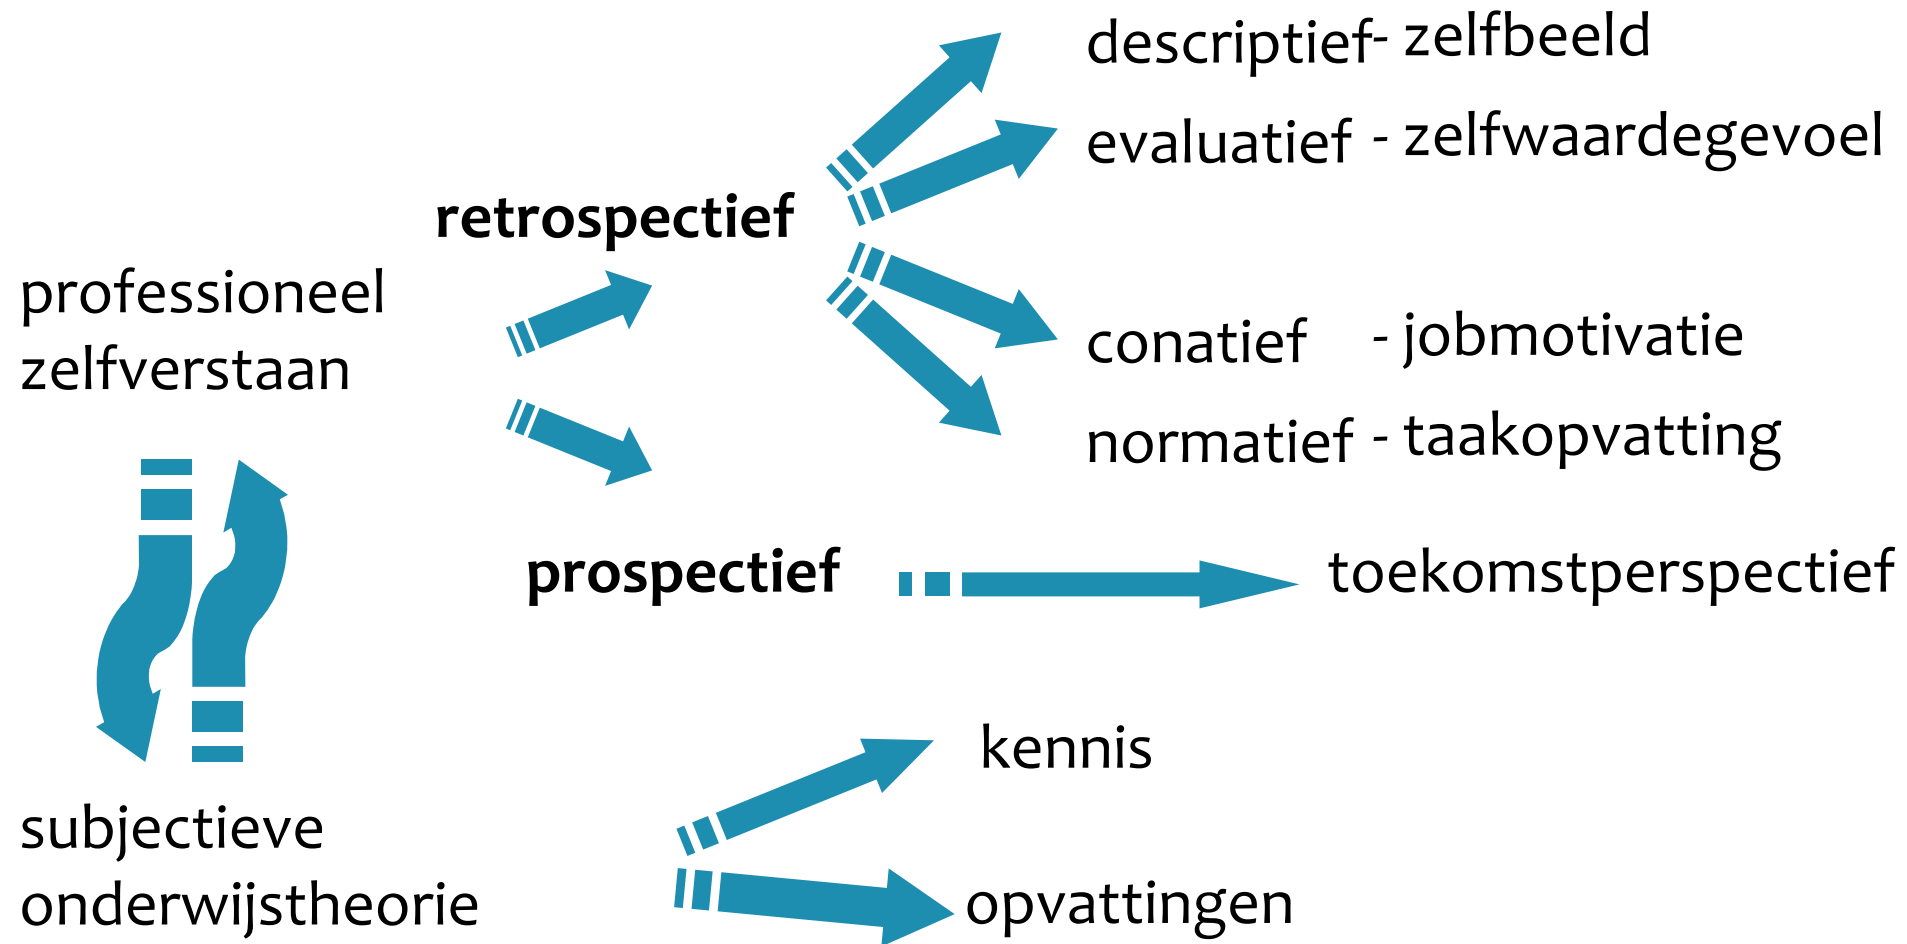 descriptief - zelfbeeld
evaluatief - zelfwaardegevoel
retrospectief
professioneel
zelfverstaan
conatief - jobmotivatie
normatief - taakopvatting
prospectief
toekomstperspectief
kennis
subjectieve
onderwijstheorie
opvattingen